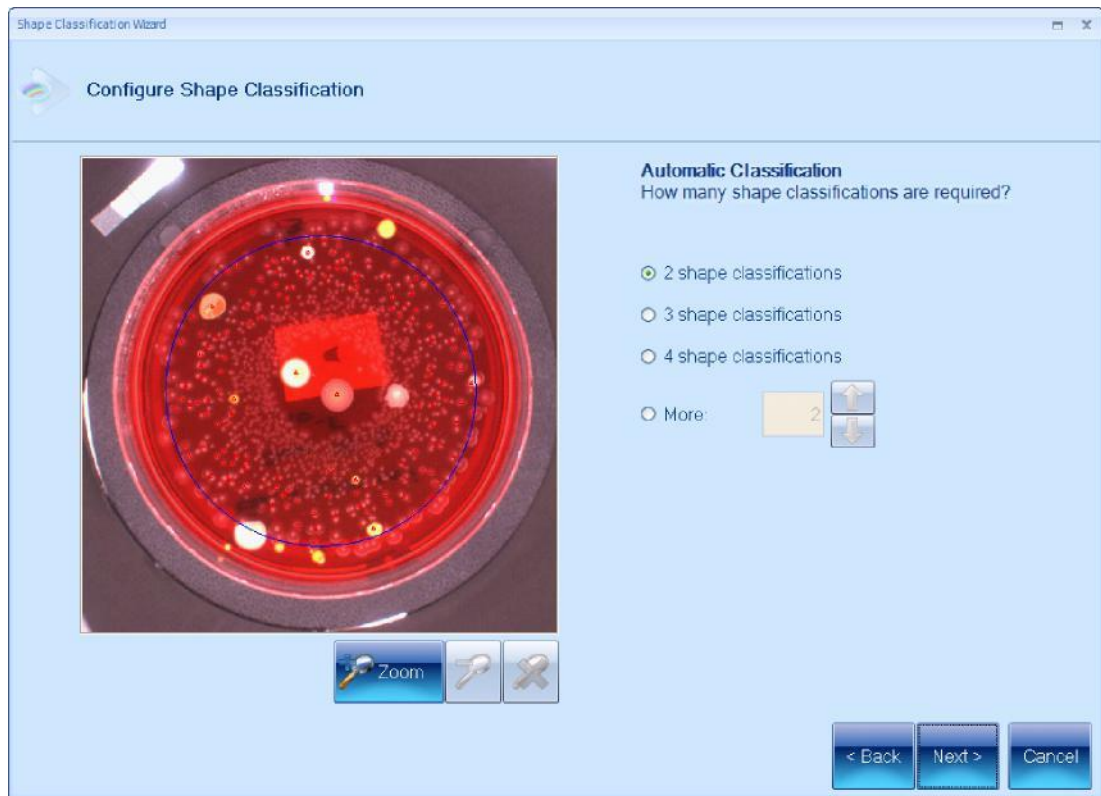 Shape Classification Wizard
Configure Shape Classification
Automatic Classification
How many shape classifications are required?
2 shape classifications
3 shape classifications
4 shape classifications
More:
2
Zoom
< Back
Next >
Cancel